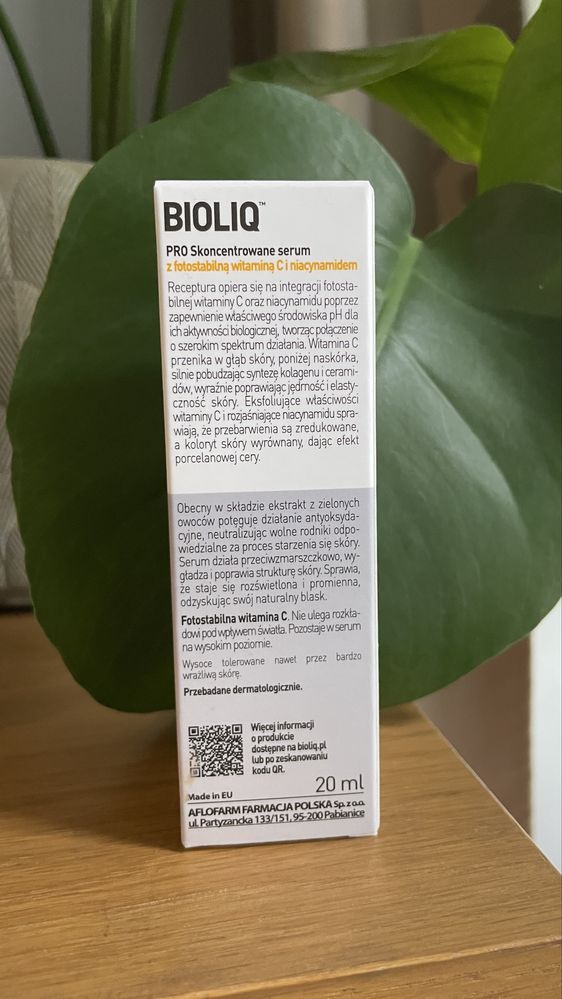 BIOLIQ™
PRO Skoncentrowane serum
z fotostabilną witaminą C i niacynamidem
Receptura opiera się na integracji fotosta-
bilnej witaminy C oraz niacynamidu poprzez
zapewnienie właściwego środowiska pH dla
ich aktywności biologicznej, tworząc połączenie
o szerokim spektrum działania. Witamina C
przenika w głąb skóry, poniżej naskórka,
silnie pobudzając syntezę kolagenu i cerami-
dów, wyraźnie poprawiając jędrność i elasty-
czność skóry. Eksfoliujące właściwości
witaminy C i rozjaśniające niacynamidu spra-
wiają, że przebarwienia są zredukowane,
a koloryt skóry wyrównany, dając efekt
porcelanowej cery.
Obecny w składzie ekstrakt z zielonych
owoców potęguje działanie antyoksyda-
cyjne, neutralizując wolne rodniki odpo-
wiedzialne za proces starzenia się skóry.
Serum działa przeciwzmarszczkowo, wy-
gładza i poprawia strukturę skóry. Sprawia,
że staje się rozświetlona i promienna,
odzyskując swój naturalny blask.
Fotostabilna witamina C. Nie ulega rozkła-
dowi pod wpływem światła. Pozostaje w serum
na wysokim poziomie.
Wysoce tolerowane nawet przez bardzo
wrażliwą skórę.
Przebadane dermatologicznie.
Więcej informacji
o produkcie
dostępne na bioliq.pl
lub po zeskanowaniu
kodu QR.
Made in EU
20 ml
AFLOFARM FARMACJA POLSKA Sp. z o.o.
ul. Partyzancka 133/151, 95-200 Pabianice